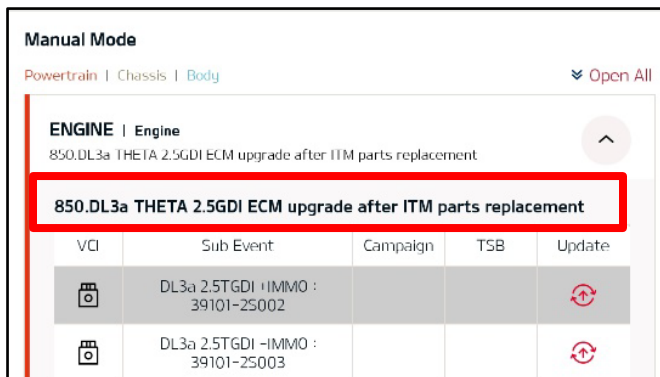 Manual Mode
Powertrain | Chassis | Body
Open All
ENGINE | Engine
850.DL3a THETA 2.5GDI ECM upgrade after ITM parts replacement
850.DL3a THETA 2.5GDI ECM upgrade after ITM parts replacement
VCI Sub Event Campaign TSB Update
DL3a 2.5TGDI +IMMO :
39101-2S002
DL3a 2.5TGDI -IMMO :
39101-2S003